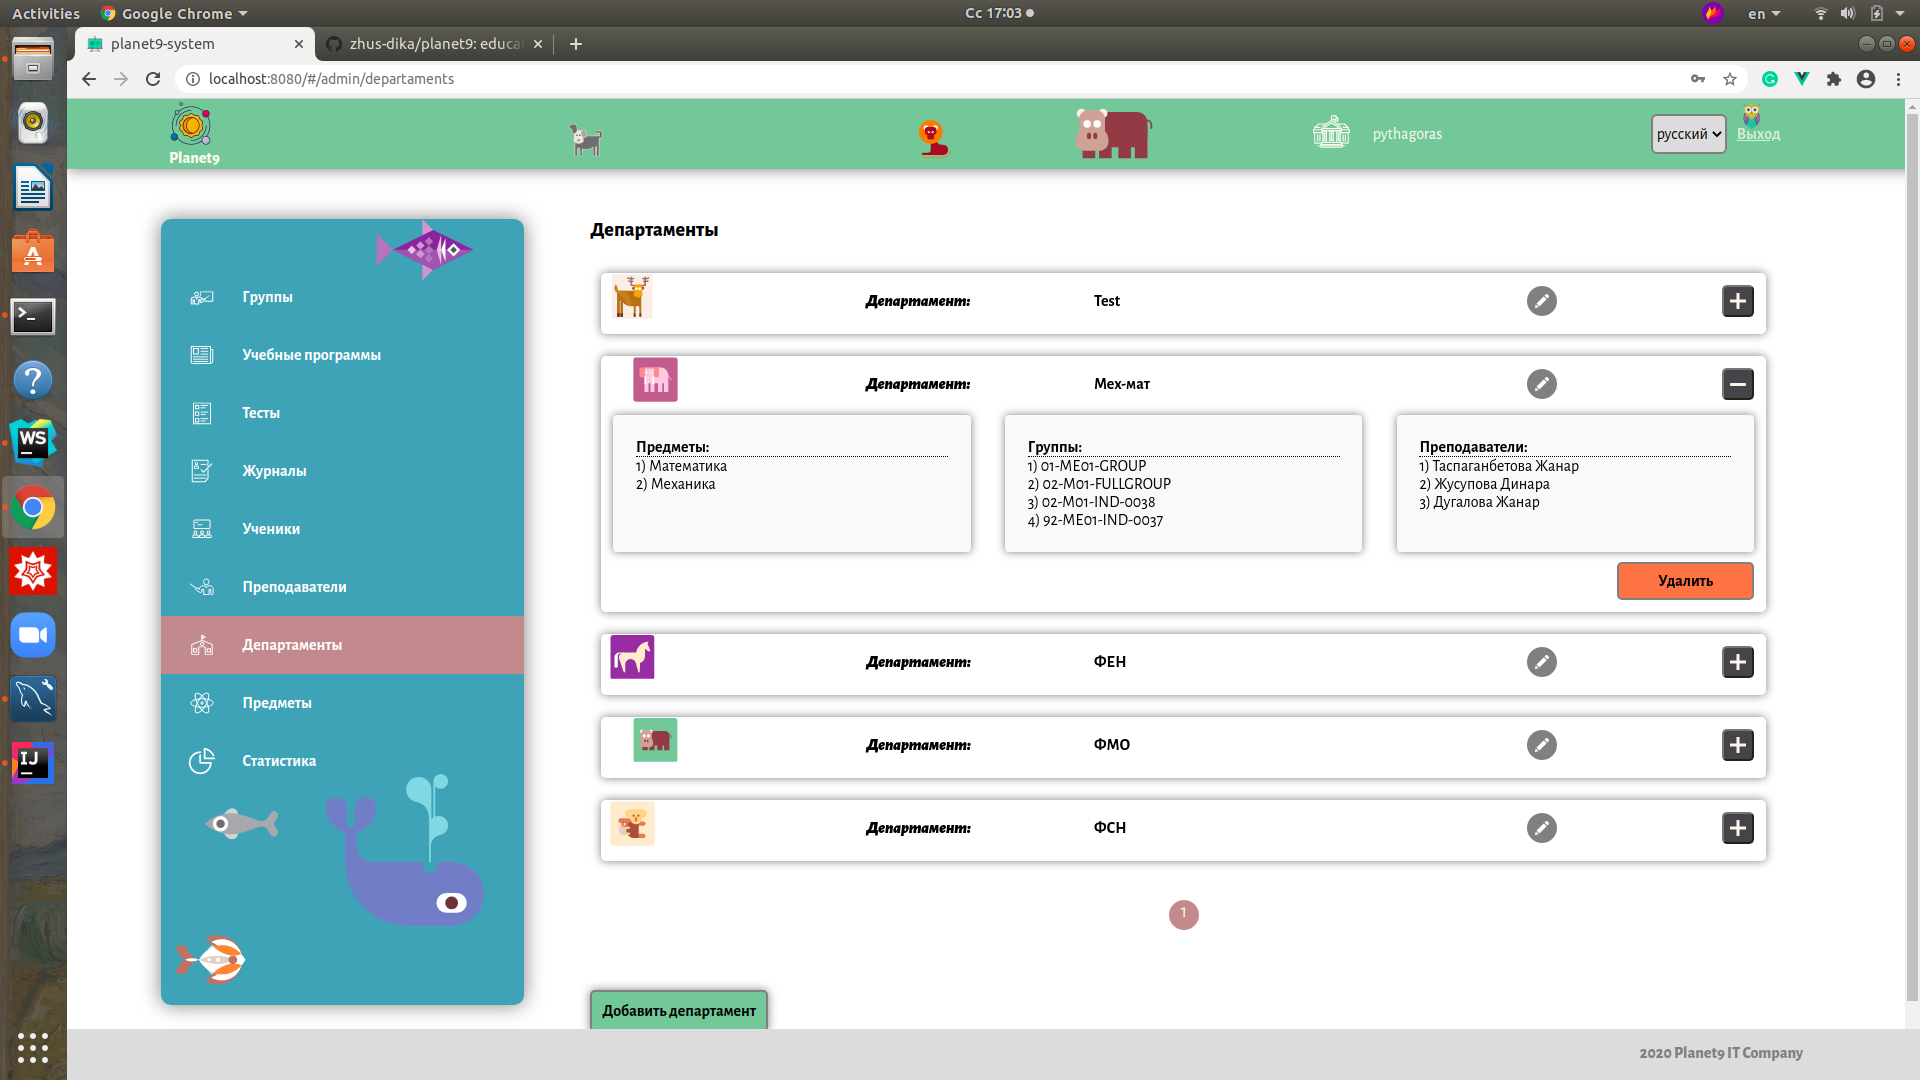 Activities
Google Chrome
Сс 17:03
en
planet9-system
zhus-dika/planet9: educa
localhost:8080/#/admin/departaments
Planet9
pythagoras
русский
Выход
Группы
Учебные программы
Тесты
Журналы
Ученики
Преподаватели
Департаменты
Предметы
Статистика
Департаменты
Департамент: Test
Департамент: Мех-мат
Предметы:
1) Математика
2) Механика
Группы:
1) 01-ME01-GROUP
2) 02-M01-FULLGROUP
3) 02-M01-IND-0038
4) 92-ME01-IND-0037
Преподаватели:
1) Таспаганбетова Жанар
2) Жусупова Динара
3) Дугалова Жанар
Удалить
Департамент: ФЕН
Департамент: ФМО
Департамент: ФСН
1
Добавить департамент
2020 Planet9 IT Company
WS
IJ